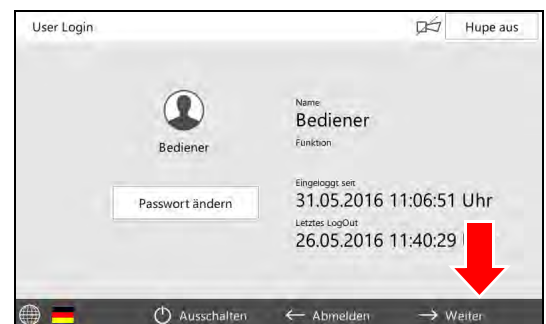 User Login
Hupe aus
Bediener
Passwort ändern
Name
Bediener
Funktion
Eingeloggt seit
31.05.2016 11:06:51 Uhr
Letztes LogOut
26.05.2016 11:40:29
Ausschalten
← Abmelden
→ Weiter